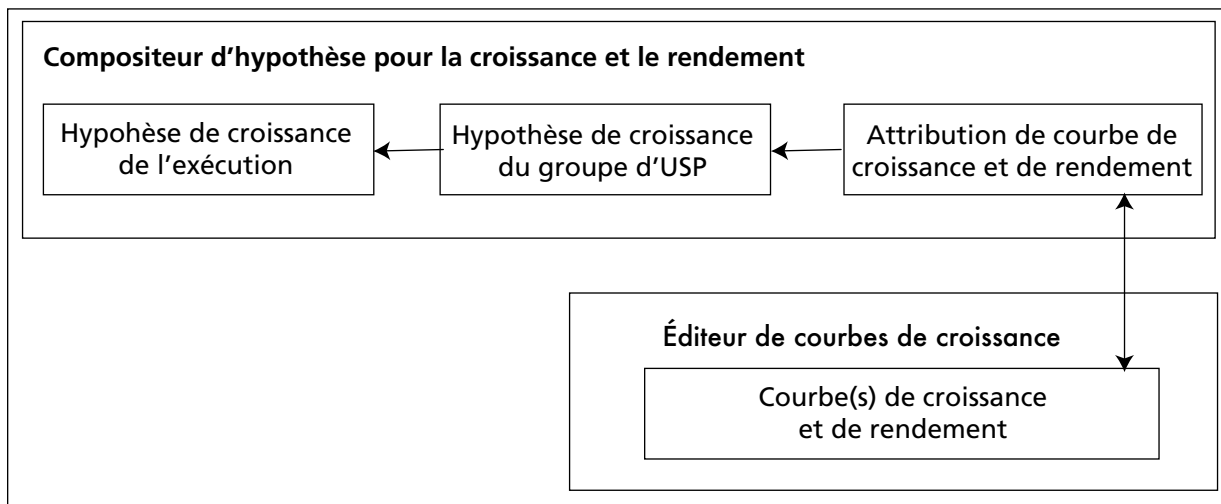 Compositeur d’hypothèse pour la croissance et le rendement
Hypohèse de croissance
de l’exécution
Hypothèse de croissance
du groupe d’USP
Attribution de courbe de
croissance et de rendement
Éditeur de courbes de croissance
Courbe(s) de croissance
et de rendement